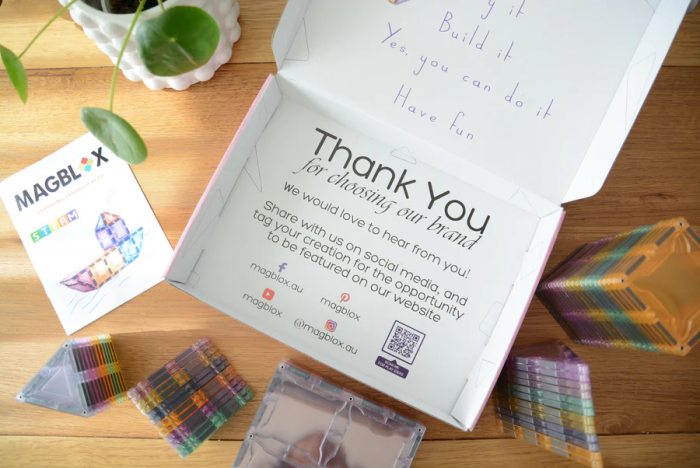 y it
Build it
Yes, you can do it
Have fun
Thank You
for choosing our brand
We would love to hear from you!
Share with us on social media, and
tag your creation for the opportunity
to be featured on our website
magblox.au
magblox
magblox
@magblox.au
MAGBLOX
STEAM